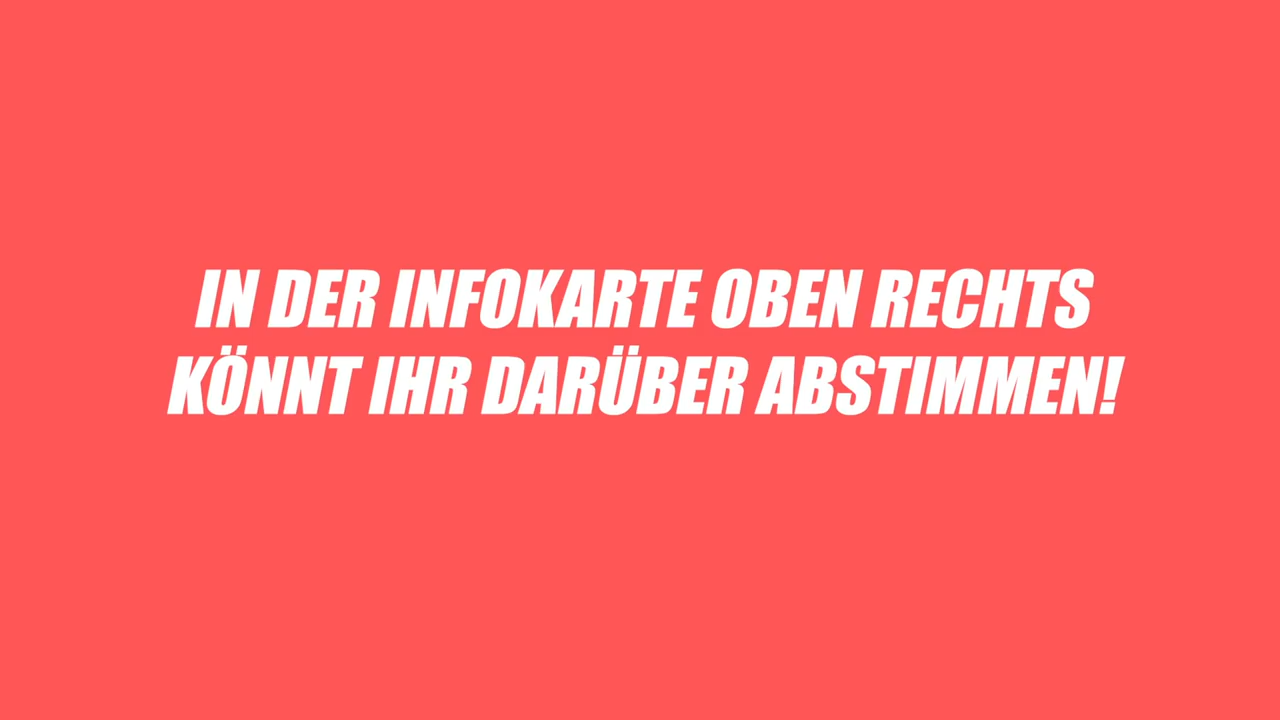 IN DER INFOKARTE OBEN RECHTS
KÖNNT IHR DARÜBER ABSTIMMEN!